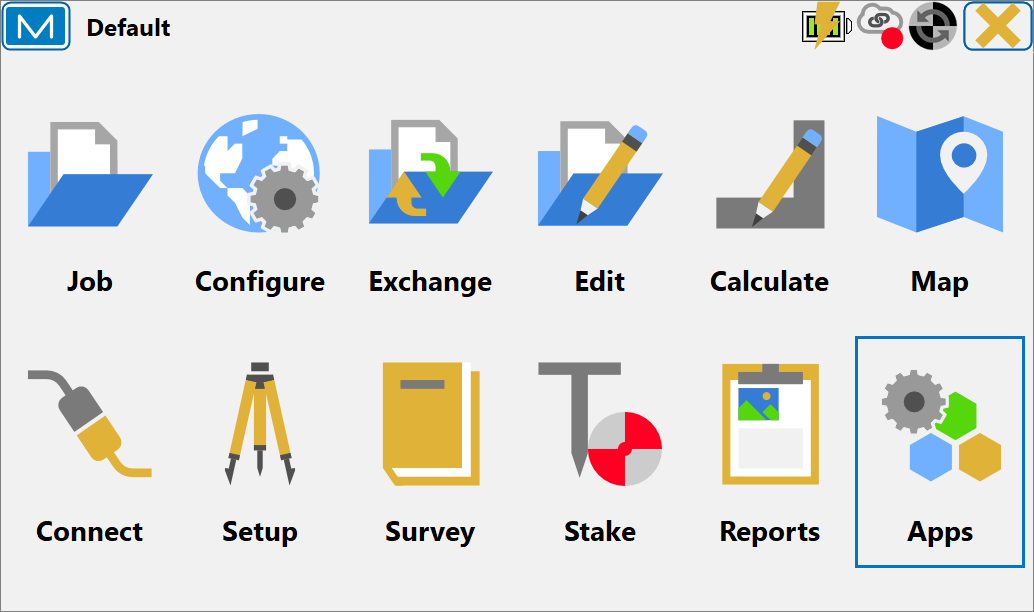 M Default
Job Configure Exchange Edit Calculate Map
Connect Setup Survey Stake Reports Apps